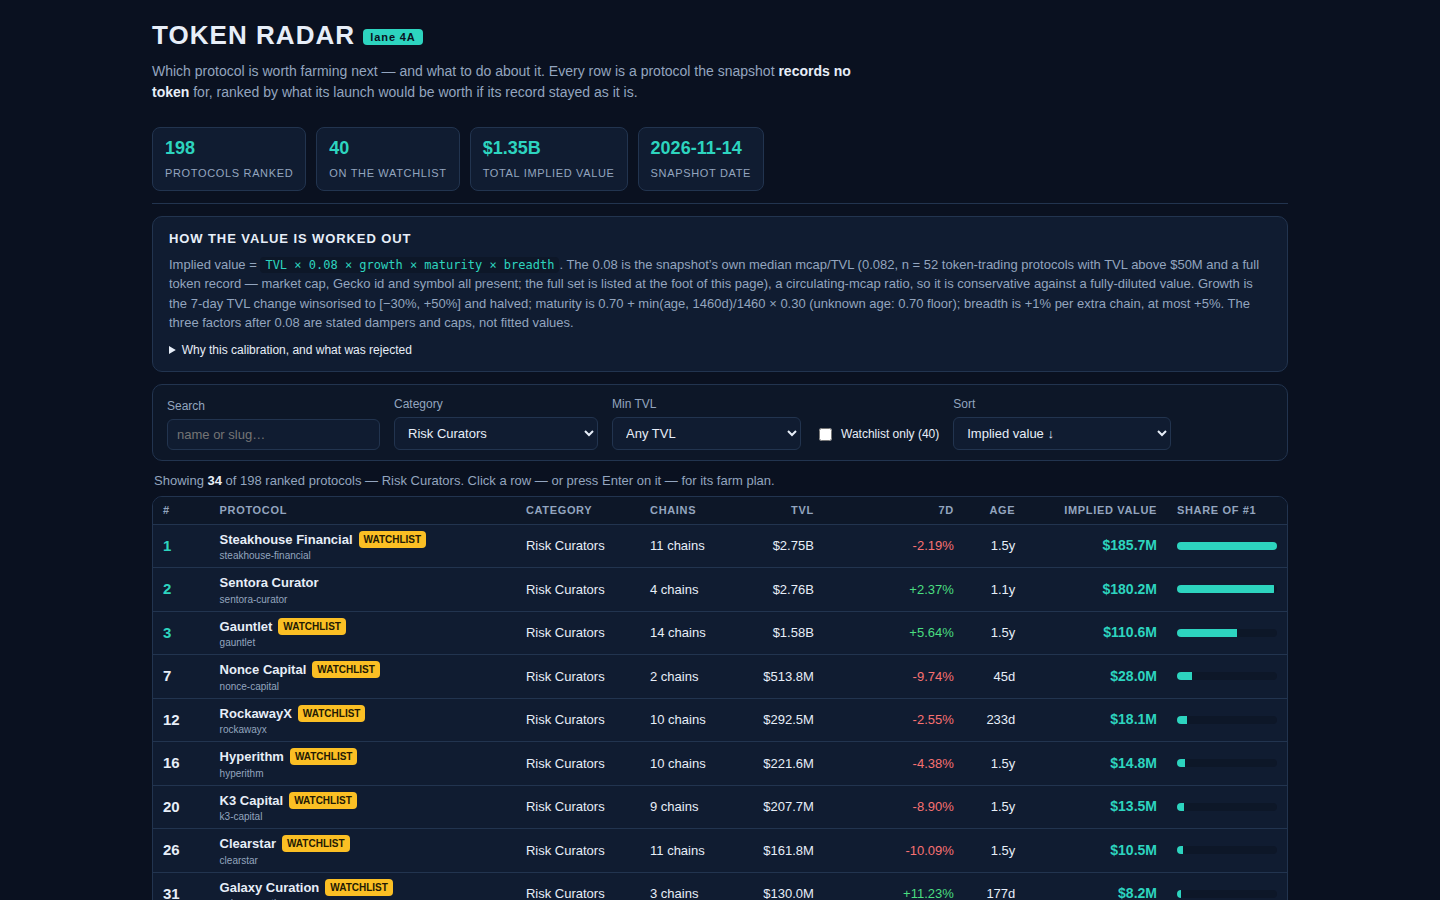 TOKEN RADAR lane 4A
Which protocol is worth farming next — and what to do about it. Every row is a protocol the snapshot records no
token for, ranked by what its launch would be worth if its record stayed as it is.
198
PROTOCOLS RANKED
40
ON THE WATCHLIST
$1.35B
TOTAL IMPLIED VALUE
2026-11-14
SNAPSHOT DATE
HOW THE VALUE IS WORKED OUT
Implied value = TVL × 0.08 × growth × maturity × breadth . The 0.08 is the snapshot's own median mcap/TVL (0.082, n = 52 token-trading protocols with TVL above $50M and a full
token record — market cap, Gecko id and symbol all present; the full set is listed at the foot of this page), a circulating-mcap ratio, so it is conservative against a fully-diluted value. Growth is
the 7-day TVL change winsorised to [−30%, +50%] and halved; maturity is 0.70 + min(age, 1460d)/1460 × 0.30 (unknown age: 0.70 floor); breadth is +1% per extra chain, at most +5%. The
three factors after 0.08 are stated dampers and caps, not fitted values.
▶ Why this calibration, and what was rejected
Search
name or slug…
Category
Risk Curators
Min TVL
Any TVL
Watchlist only (40)
Sort
Implied value ↓
Showing 34 of 198 ranked protocols — Risk Curators. Click a row — or press Enter on it — for its farm plan.
# PROTOCOL CATEGORY CHAINS TVL 7D AGE IMPLIED VALUE SHARE OF #1
1 Steakhouse Financial WATCHLIST Risk Curators 11 chains $2.75B -2.19% 1.5y $185.7M
steakhouse-financial
2 Sentora Curator Risk Curators 4 chains $2.76B +2.37% 1.1y $180.2M
sentora-curator
3 Gauntlet WATCHLIST Risk Curators 14 chains $1.58B +5.64% 1.5y $110.6M
gauntlet
7 Nonce Capital WATCHLIST Risk Curators 2 chains $513.8M -9.74% 45d $28.0M
nonce-capital
12 RockawayX WATCHLIST Risk Curators 10 chains $292.5M -2.55% 233d $18.1M
rockawayx
16 Hyperithm WATCHLIST Risk Curators 10 chains $221.6M -4.38% 1.5y $14.8M
hyperithm
20 K3 Capital WATCHLIST Risk Curators 9 chains $207.7M -8.90% 1.5y $13.5M
k3-capital
26 Clearstar WATCHLIST Risk Curators 11 chains $161.8M -10.09% 1.5y $10.5M
clearstar
31 Galaxy Curation WATCHLIST Risk Curators 3 chains $130.0M +11.23% 177d $8.2M